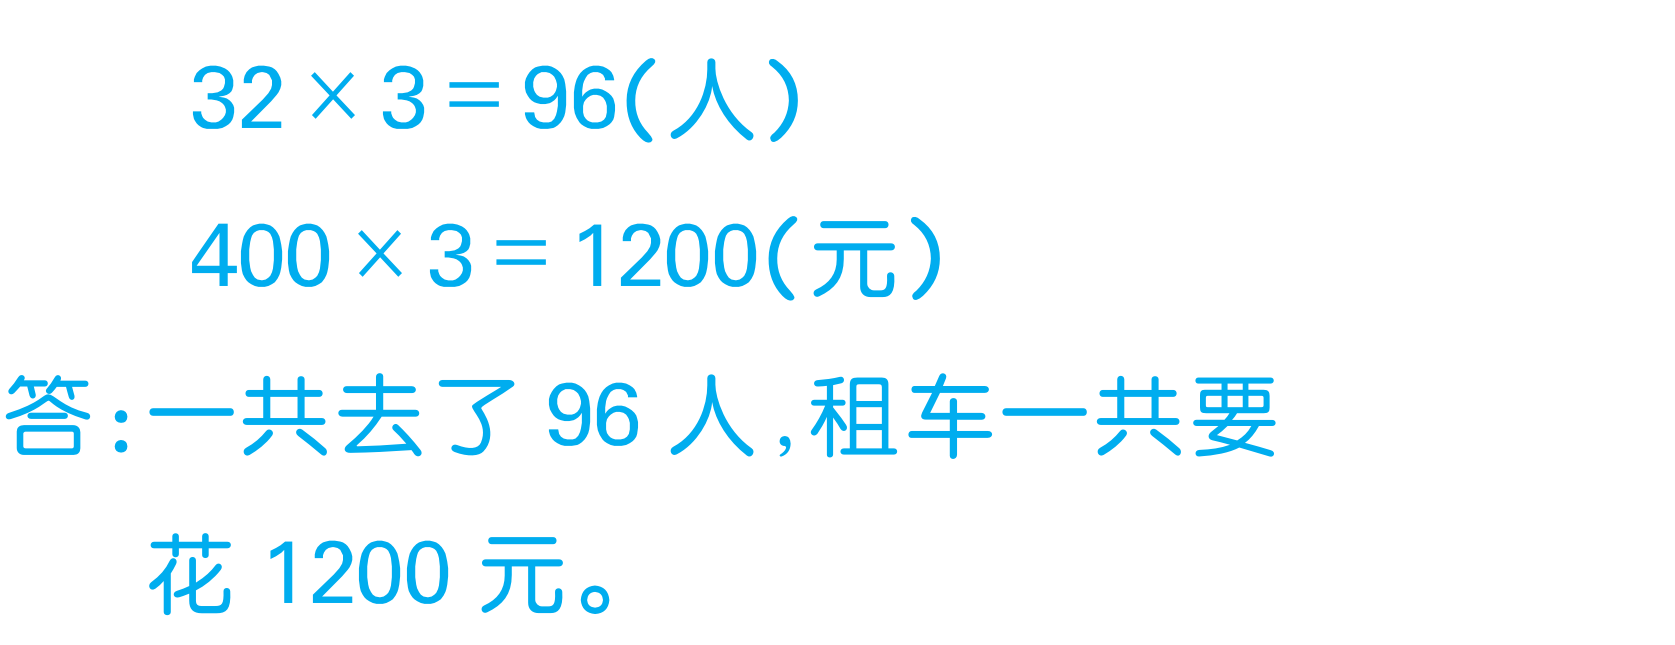 32×3=96(人)
400×3=1200(元)
答:一共去了 96 人,租车一共要
花 1200 元。